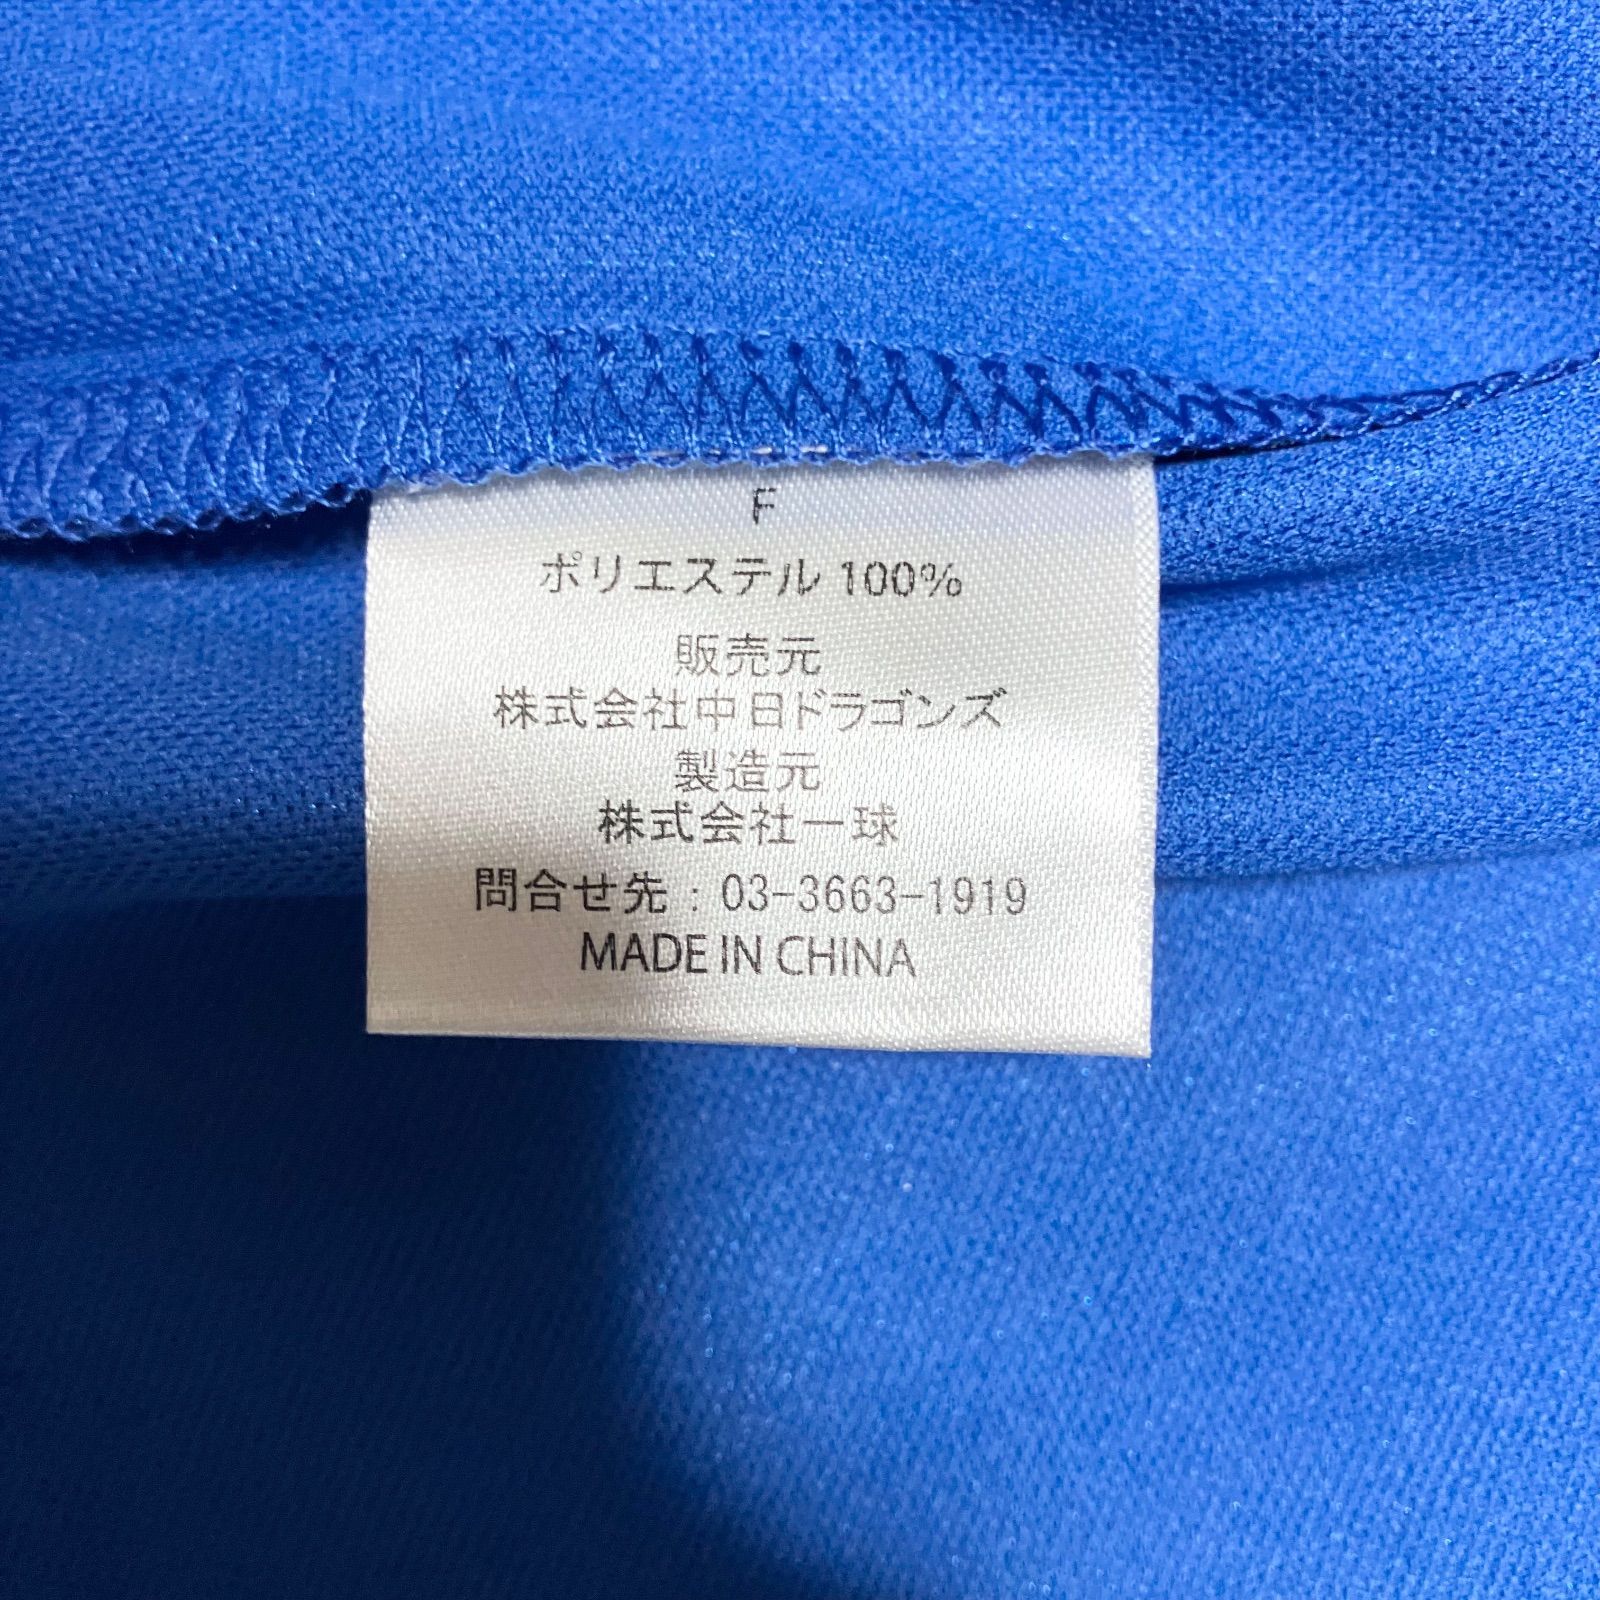 F
ポリエステル 100%
販売元
株式会社中日ドラゴンズ
製造元
株式会社一球
問合せ先 : 03-3663-1919
MADE IN CHINA